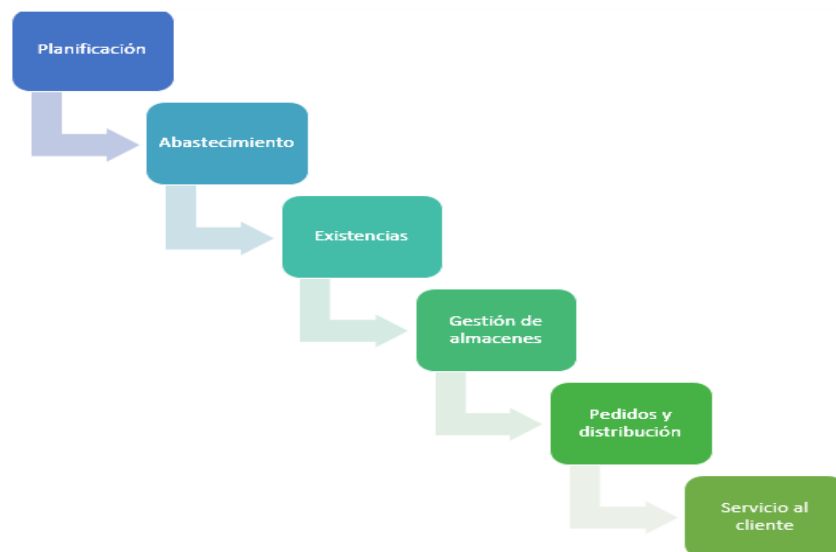 Planificación
Abastecimiento
Existencias
Gestión de
almacenes
Pedidos y
distribución
Servicio al
cliente